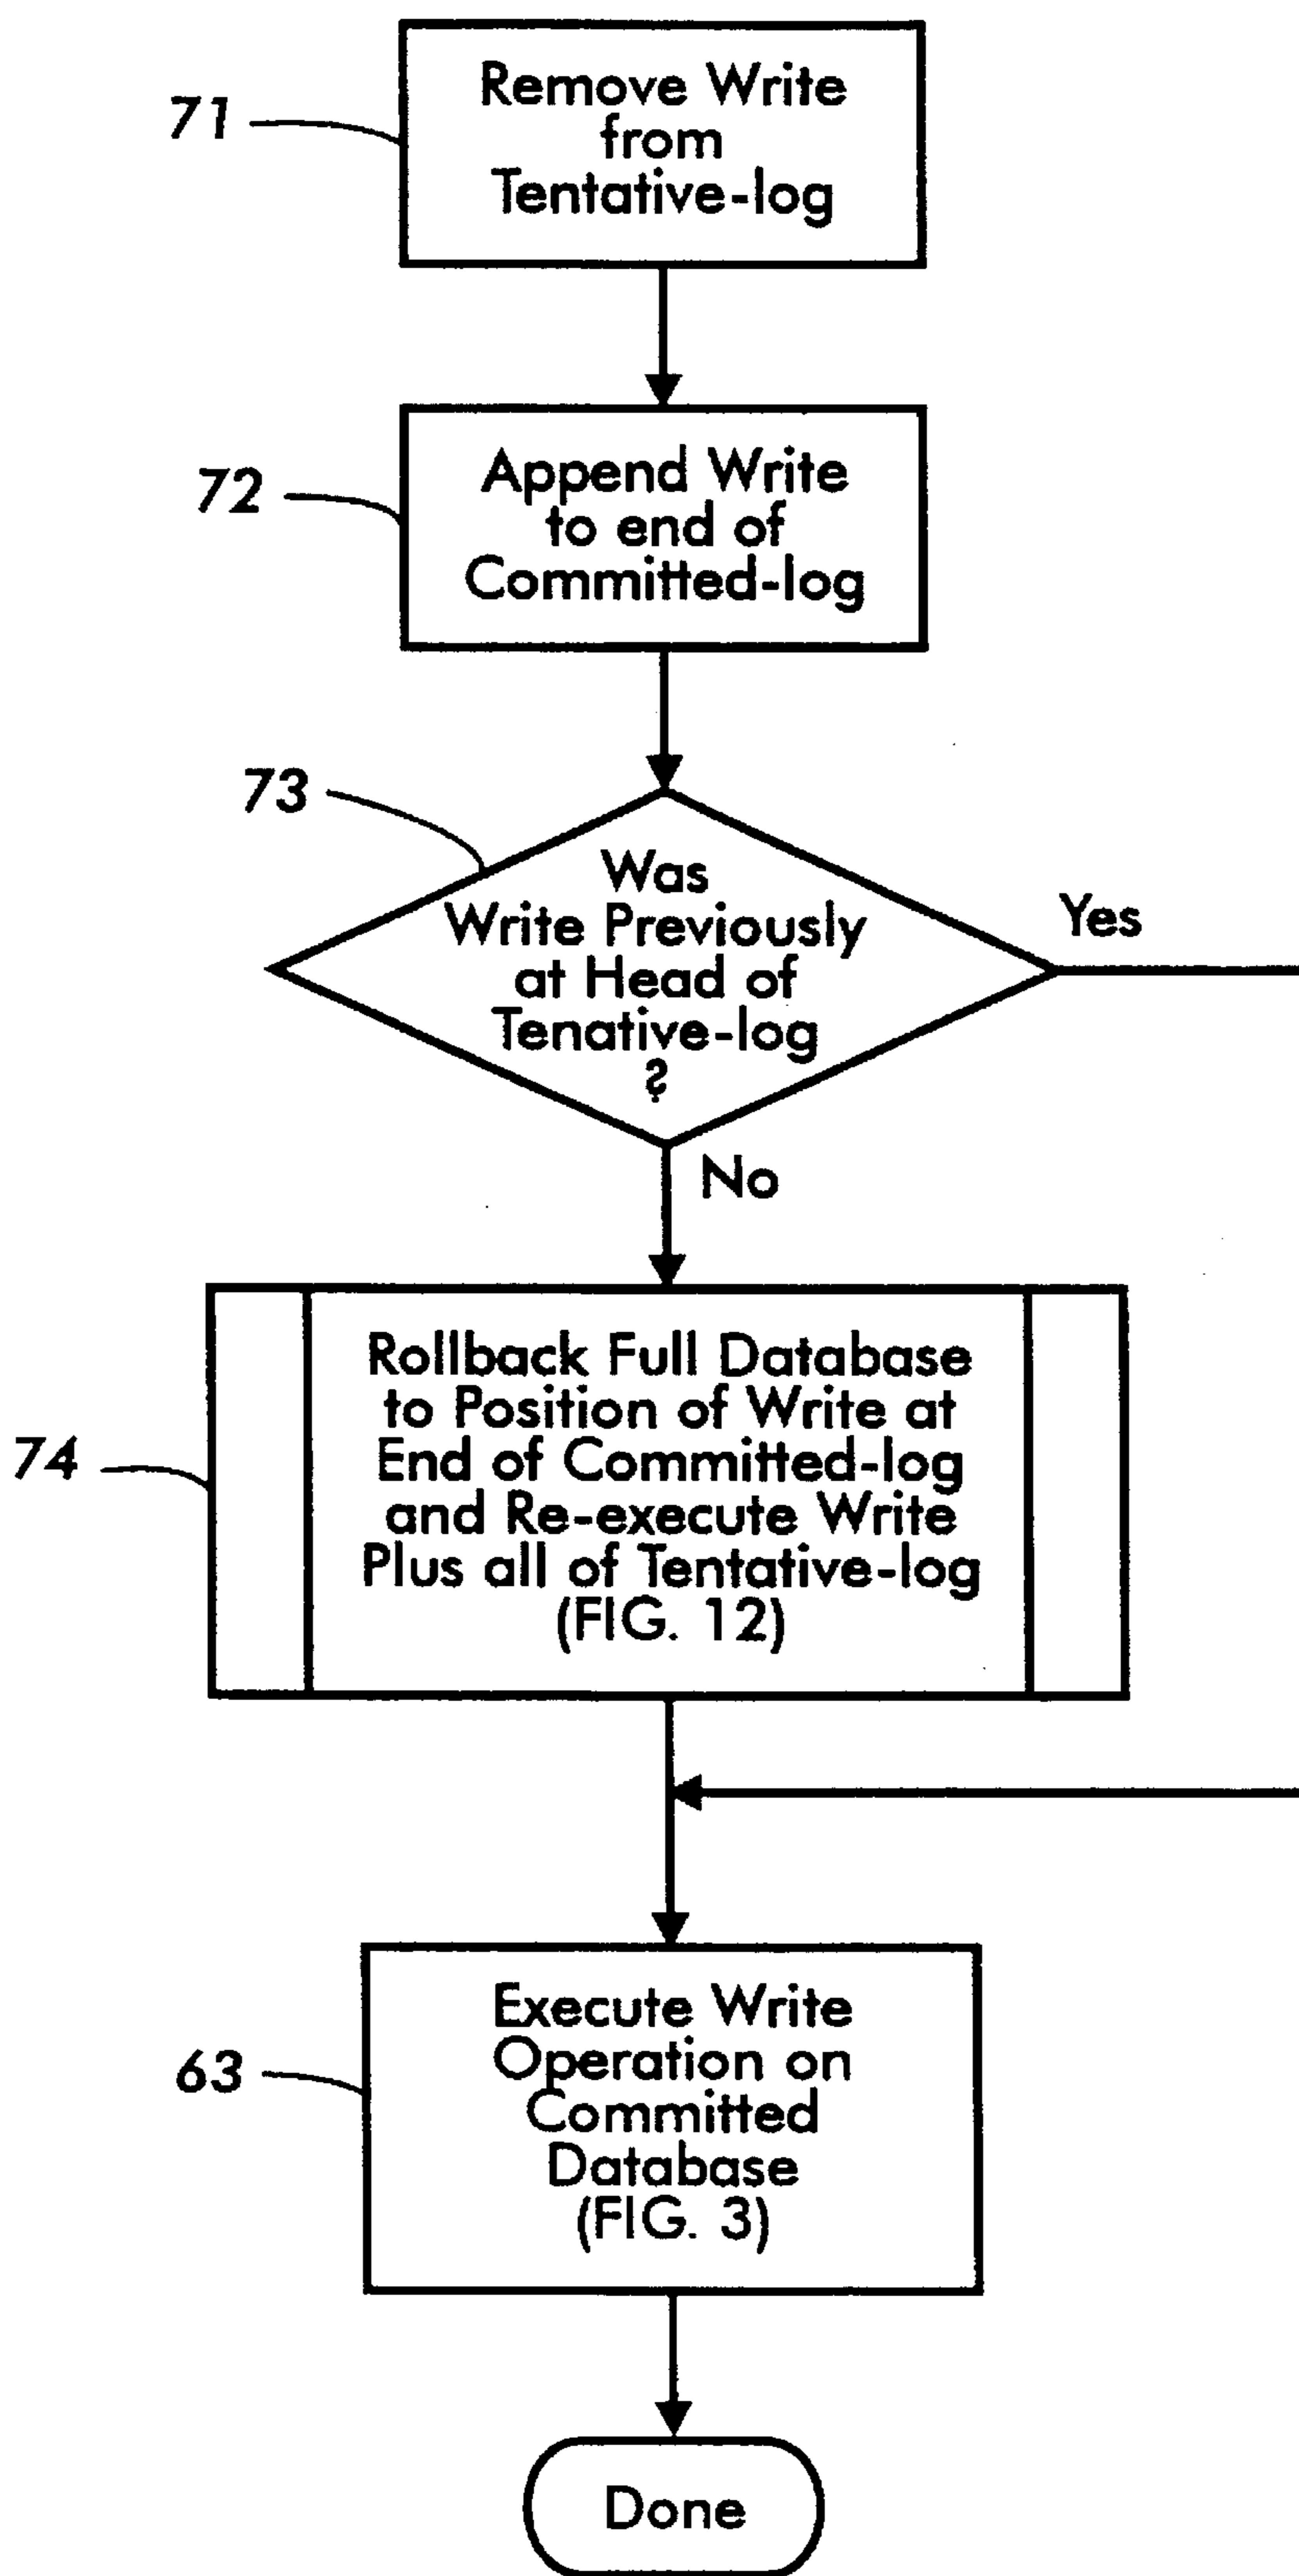 71
Remove Write
from
Tentative-log
72
Append Write
to end of
Committed-log
73
Was
Write Previously
at Head of
Tenative-log
?
Yes
No
74
Rollback Full Database
to Position of Write at
End of Committed-log
and Re-execute Write
Plus all of Tentative-log
(FIG. 12)
63
Execute Write
Operation on
Committed
Database
(FIG. 3)
Done